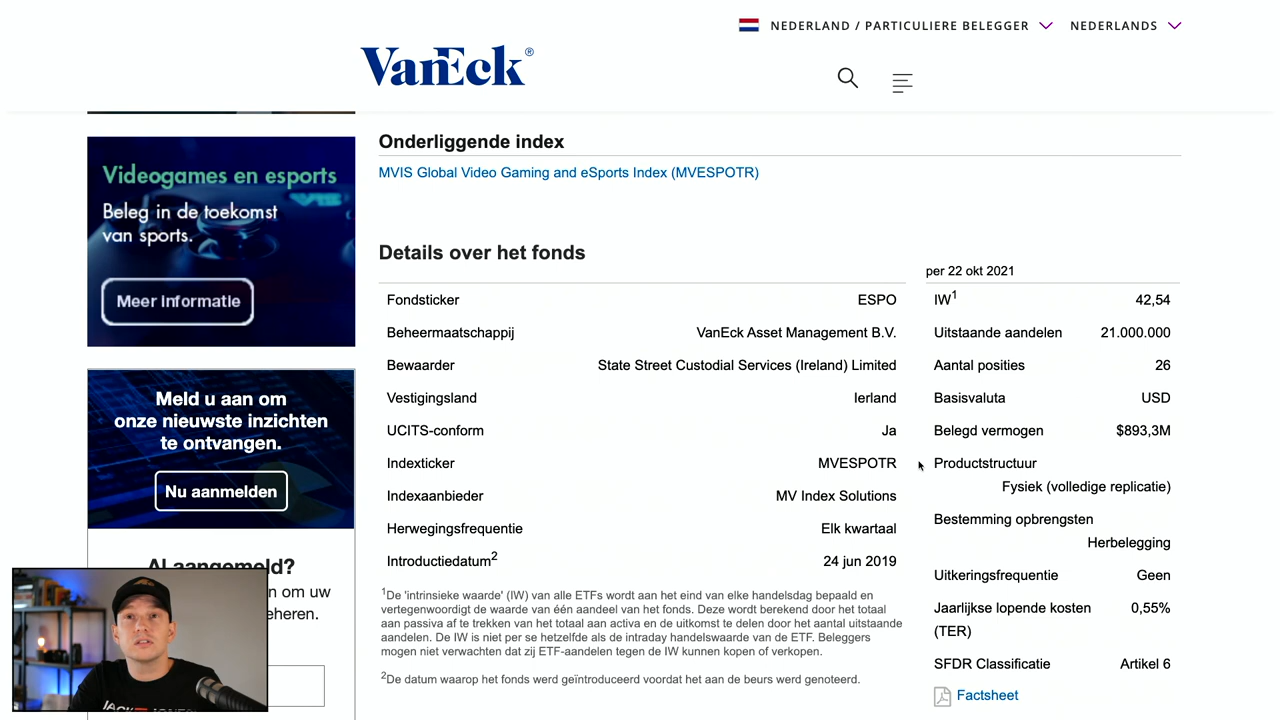 NEDERLAND / PARTICULIERE BELEGGER NEDERLANDS
VanEck®
Videogames en esports
Beleg in de toekomst
van sports.
Meer informatie
Meld u aan om
onze nieuwste inzichten
te ontvangen.
Nu aanmelden
Al aangemeld?
n om uw
eheren.
Onderliggende index
MVIS Global Video Gaming and eSports Index (MVESPOTR)
Details over het fonds
Fondsticker ESPO
Beheermaatschappij VanEck Asset Management B.V.
Bewaarder State Street Custodial Services (Ireland) Limited
Vestigingsland Ierland
UCITS-conform Ja
Indexticker MVESPOTR
Indexaanbieder MV Index Solutions
Herwegingsfrequentie Elk kwartaal
Introductiedatum2 24 jun 2019
1De 'intrinsieke waarde' (IW) van alle ETFs wordt aan het eind van elke handelsdag bepaald en
vertegenwoordigt de waarde van één aandeel van het fonds. Deze wordt berekend door het totaal
aan passiva af te trekken van het totaal aan activa en de uitkomst te delen door het aantal uitstaande
aandelen. De IW is niet per se hetzelfde als de intraday handelswaarde van de ETF. Beleggers
mogen niet verwachten dat zij ETF-aandelen tegen de IW kunnen kopen of verkopen.
2De datum waarop het fonds werd geïntroduceerd voordat het aan de beurs werd genoteerd.
per 22 okt 2021
IW1 42,54
Uitstaande aandelen 21.000.000
Aantal posities 26
Basisvaluta USD
Belegd vermogen $893,3M
Productstructuur
Fysiek (volledige replicatie)
Bestemming opbrengsten
Herbelegging
Uitkeringsfrequentie Geen
Jaarlijkse lopende kosten 0,55%
(TER)
SFDR Classificatie Artikel 6
Factsheet